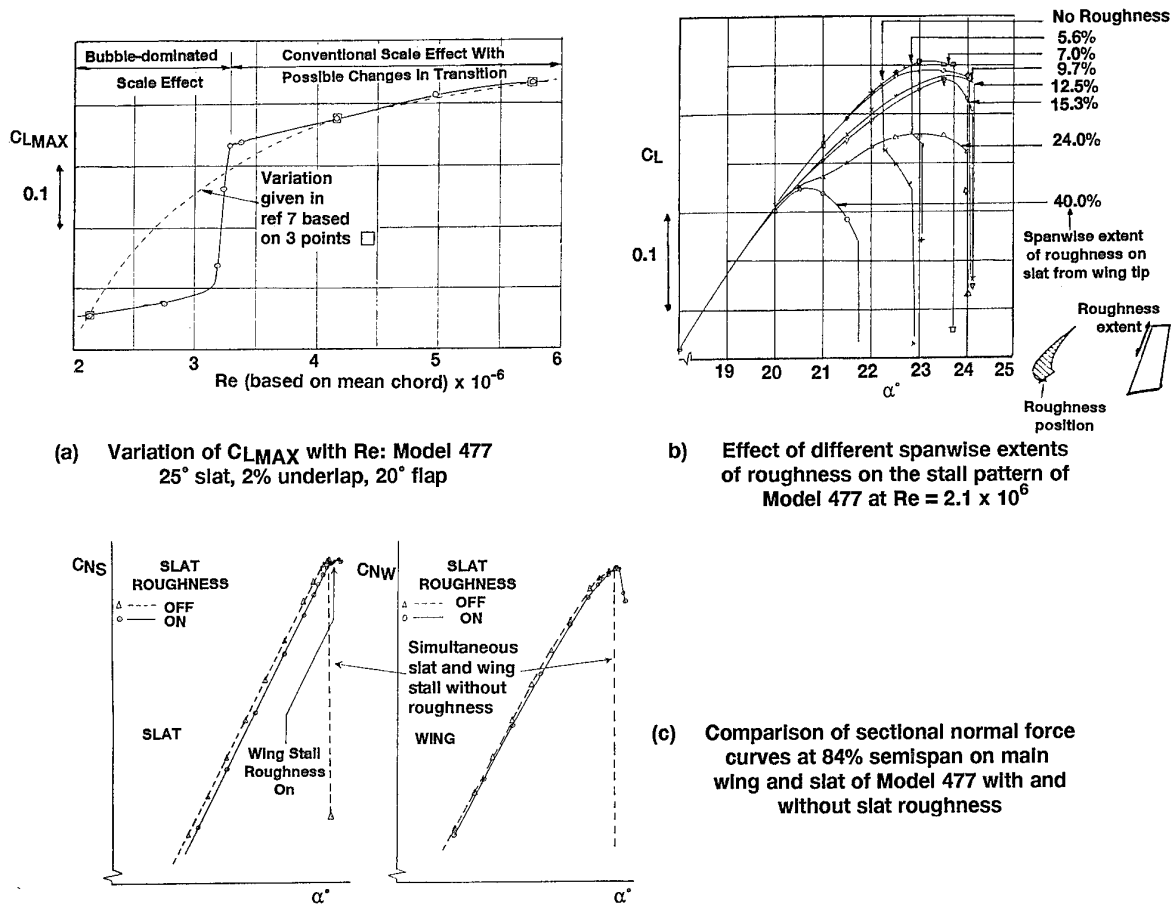 Bubble-dominated
Scale Effect
Conventional Scale Effect With
Possible Changes In Transition
CLMAX
0.1
Variation
given in
ref 7 based
on 3 points
2 3 4 5 6
Re (based on mean chord) x 10-6
(a) Variation of CLMAX with Re: Model 477
25° slat, 2% underlap, 20° flap
No Roughness
5.6%
7.0%
9.7%
12.5%
15.3%
24.0%
40.0%
CL
0.1
Spanwise extent
of roughness on
slat from wing tip
19 20 21 22 23 24 25
α°
Roughness
extent
Roughness
position
b) Effect of different spanwise extents
of roughness on the stall pattern of
Model 477 at Re = 2.1 x 106
CNS
SLAT
ROUGHNESS
OFF
ON
SLAT
Wing Stall
Roughness
On
α°
Simultaneous
slat and wing
stall without
roughness
CNW
SLAT
ROUGHNESS
OFF
ON
WING
α°
(c) Comparison of sectional normal force
curves at 84% semispan on main
wing and slat of Model 477 with and
without slat roughness